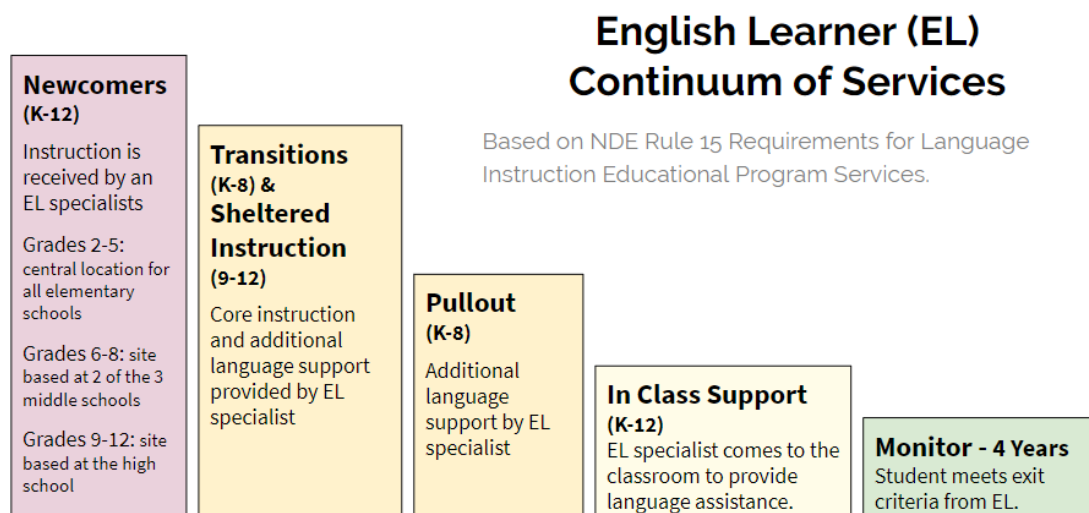 English Learner (EL)
Continuum of Services
Based on NDE Rule 15 Requirements for Language
Instruction Educational Program Services.
Newcomers
(K-12)
Instruction is
received by an
EL specialists
Grades 2-5:
central location for
all elementary
schools
Grades 6-8: site
based at 2 of the 3
middle schools
Grades 9-12: site
based at the high
school
Transitions
(K-8) &
Sheltered
Instruction
(9-12)
Core instruction
and additional
language support
provided by EL
specialist
Pullout
(K-8)
Additional
language
support by EL
specialist
In Class Support
(K-12)
EL specialist comes to the
classroom to provide
language assistance.
Monitor - 4 Years
Student meets exit
criteria from EL.